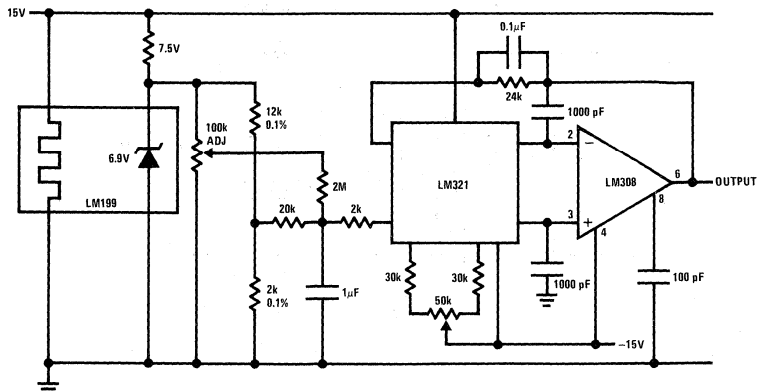 15V
7.5V
0.1µF
24k
1000 pF
12k
0.1%
100k
ADJ
6.9V
LM199
2M
20k
2k
LM321
2
−
LM308
6
OUTPUT
8
3
+
4
2k
0.1%
1µF
30k
30k
50k
1000 pF
100 pF
−15V